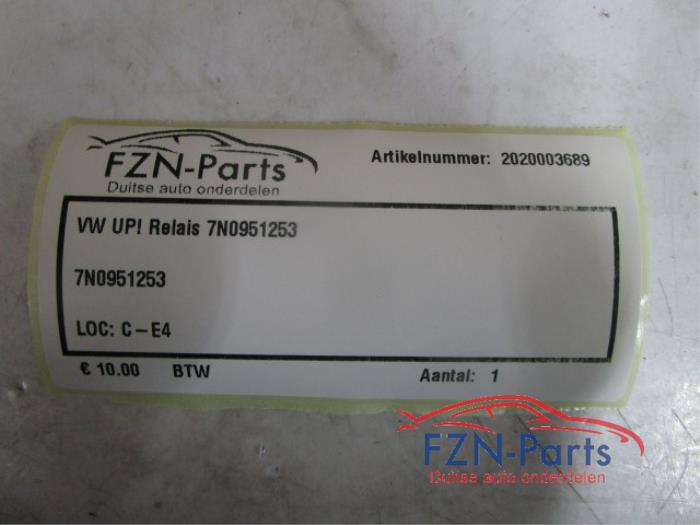 FZN-Parts
Duitse auto onderdelen
Artikelnummer: 2020003689
VW UP! Relais 7N0951253
7N0951253
LOC: C-E4
€ 10.00 BTW
Aantal: 1
FZN-Parts
Duitse auto onderdelen